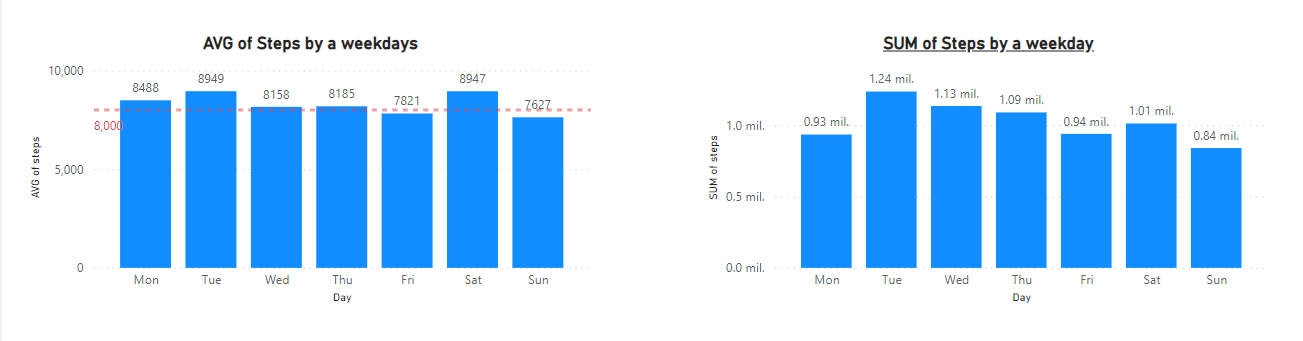 AVG of Steps by a weekdays
10,000
8488
8949
8158
8185
7821
8947
7627
8,000
AVG of steps
5,000
0
Mon Tue Wed Thu Fri Sat Sun
Day
SUM of Steps by a weekday
1.24 mil.
1.13 mil.
1.09 mil.
1.01 mil.
0.93 mil.
0.94 mil.
0.84 mil.
1.0 mil.
SUM of steps
0.5 mil.
0.0 mil.
Mon Tue Wed Thu Fri Sat Sun
Day